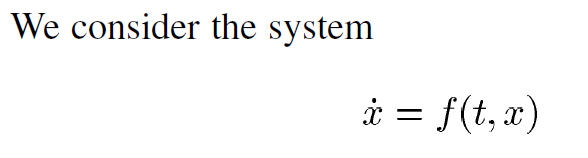 We consider the system
ẋ = f(t, x)